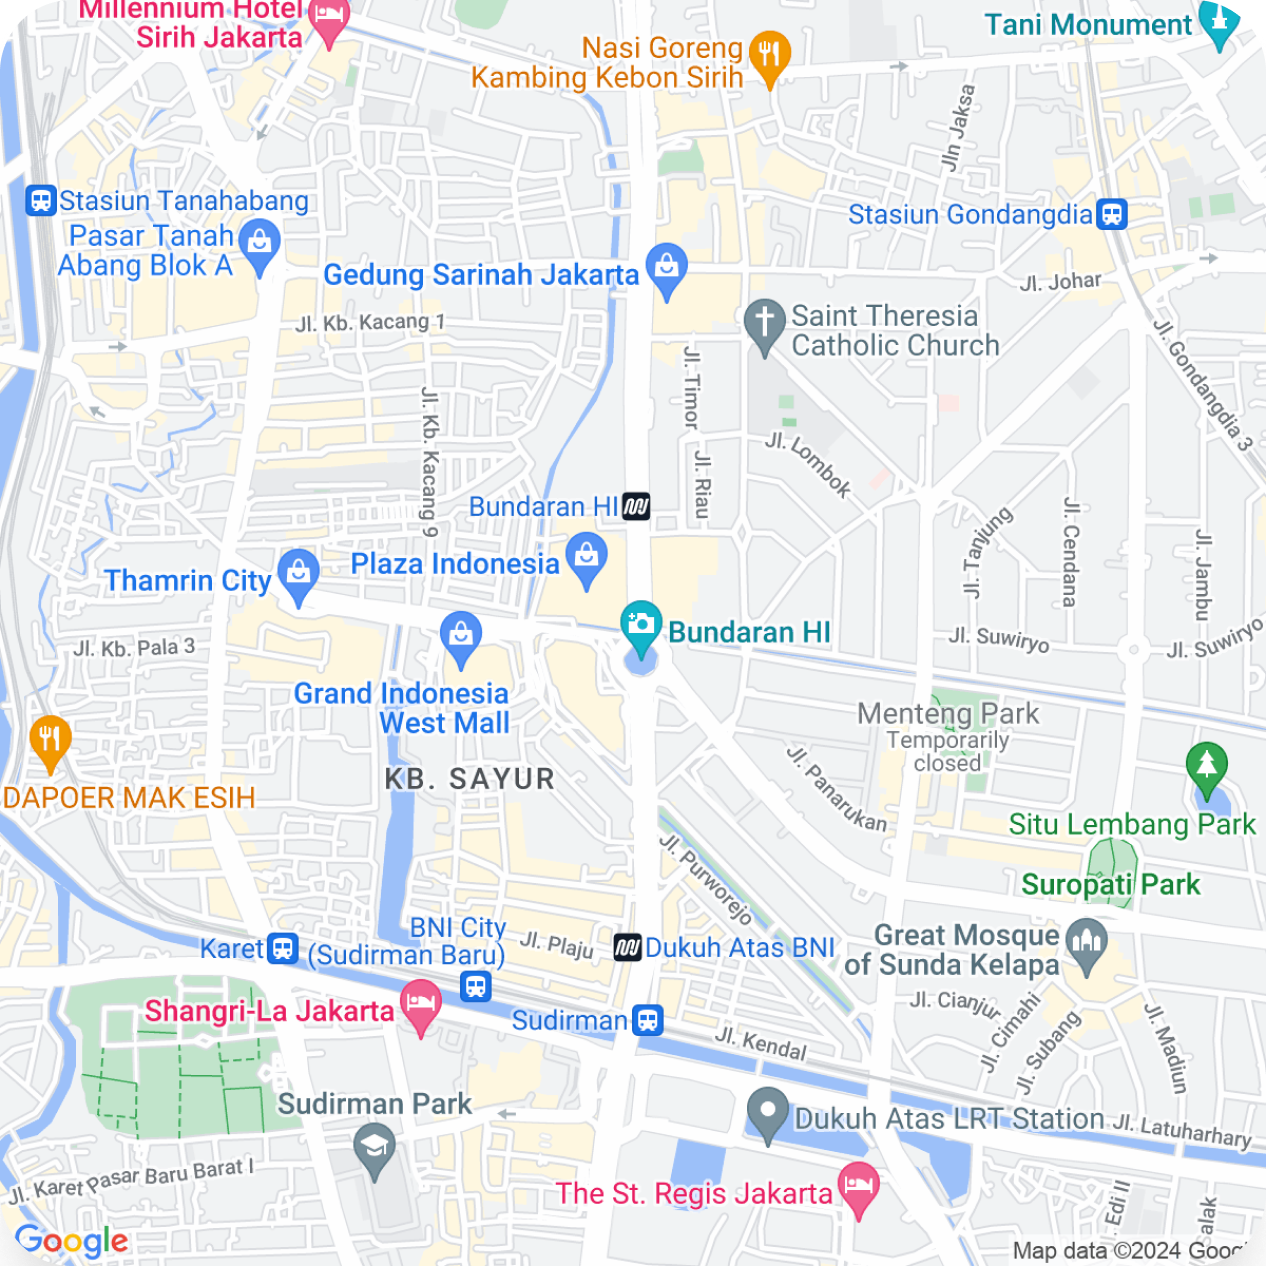 Millennium Hotel
Sirih Jakarta
Tani Monument
Nasi Goreng
Kambing Kebon Sirih
Jln Jaksa
Stasiun Tanahabang
Stasiun Gondangdia
Pasar Tanah
Abang Blok A
Gedung Sarinah Jakarta
Jl. Johar
Jl. Kb. Kacang 1
Saint Theresia
Catholic Church
Jl. Gondangdia 3
Jl. Timor
Jl. Kb. Kacang 9
Jl. Lombok
Jl. Riau
Bundaran HI
Jl. Tanjung
Jl. Cendana
Jl. Jambu
Plaza Indonesia
Thamrin City
Bundaran HI
Jl. Suwiryo
Jl. Suwiryo
Jl. Kb. Pala 3
Grand Indonesia
West Mall
Menteng Park
Temporarily
closed
Jl. Panarukan
KB. SAYUR
DAPOER MAK ESIH
Situ Lembang Park
Jl. Purworejo
Suropati Park
BNI City
(Sudirman Baru)
Karet
Jl. Plaju
Dukuh Atas BNI
Great Mosque
of Sunda Kelapa
Jl. Cianjur
Jl. Cimahi
Jl. Subang
Jl. Madiun
Shangri-La Jakarta
Sudirman
Jl. Kendal
Sudirman Park
Dukuh Atas LRT Station
Jl. Latuharhary
Jl. Karet Pasar Baru Barat I
The St. Regis Jakarta
Jl. Edi II
Salak
Google
Map data ©2024 Goog